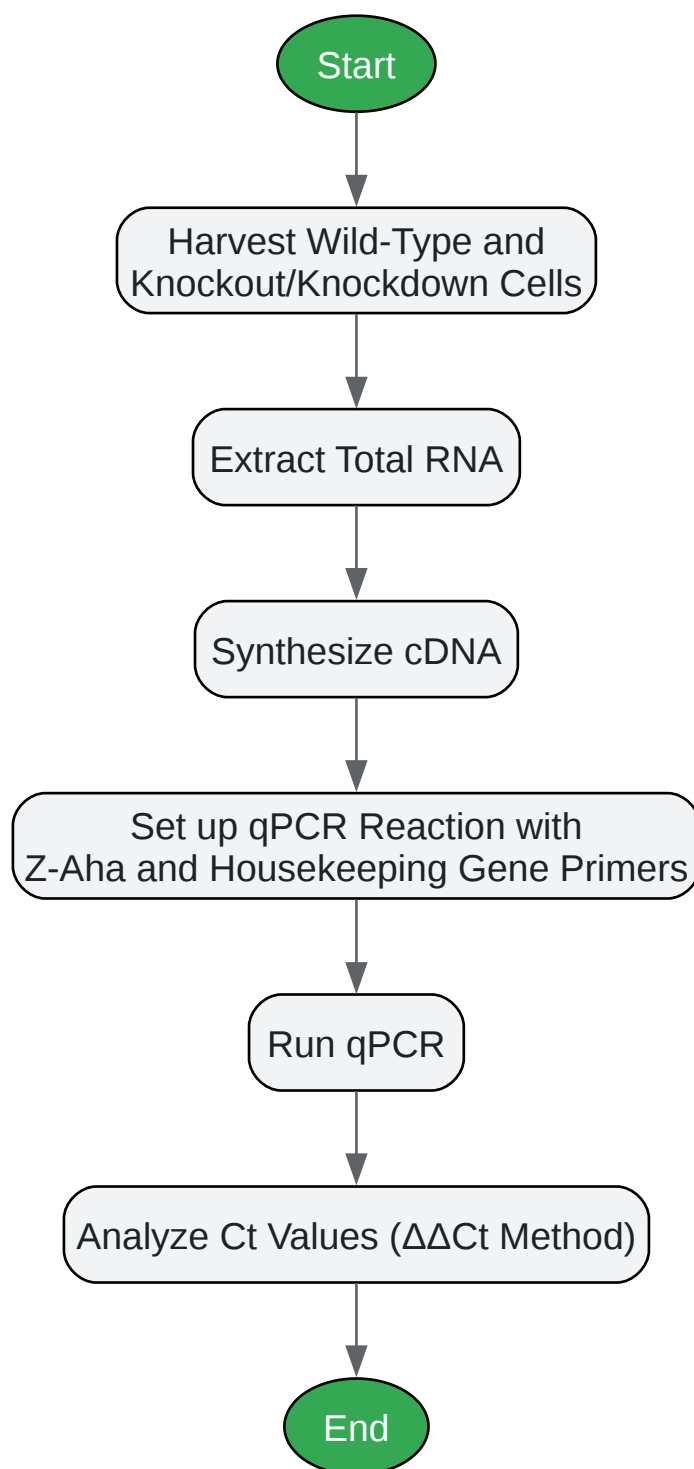 Start
Harvest Wild-Type and
Knockout/Knockdown Cells
Extract Total RNA
Synthesize cDNA
Set up qPCR Reaction with
Z-Aha and Housekeeping Gene Primers
Run qPCR
Analyze Ct Values (ΔΔCt Method)
End